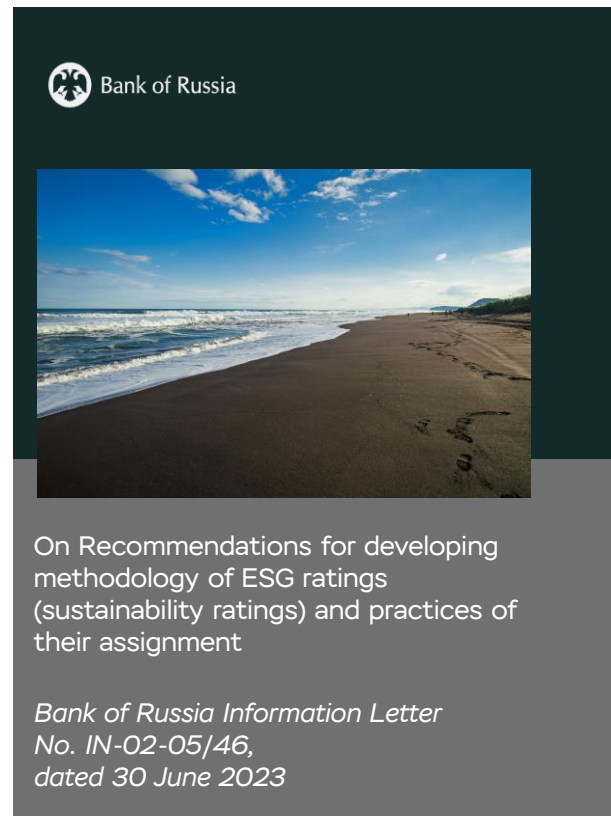 Bank of Russia
On Recommendations for developing
methodology of ESG ratings
(sustainability ratings) and practices of
their assignment
Bank of Russia Information Letter
No. IN-02-05/46,
dated 30 June 2023